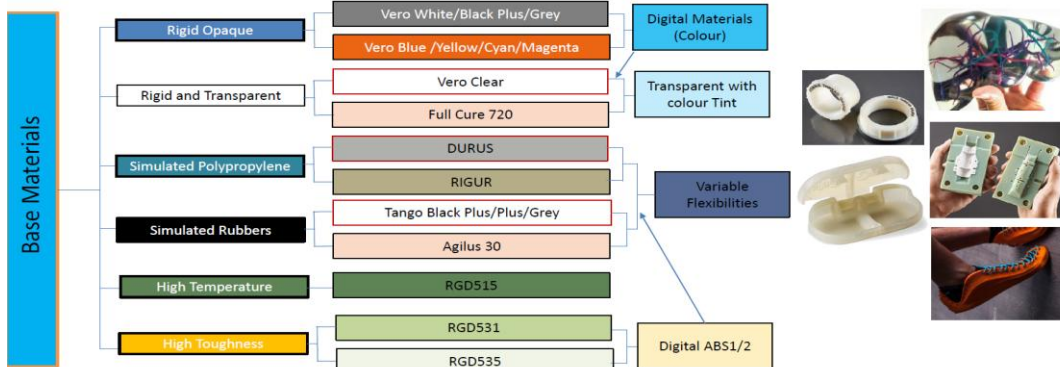 Base Materials
Rigid Opaque
Vero White/Black Plus/Grey
Vero Blue /Yellow/Cyan/Magenta
Digital Materials
(Colour)
Rigid and Transparent
Vero Clear
Full Cure 720
Transparent with
colour Tint
Simulated Polypropylene
DURUS
RIGUR
Variable
Flexibilities
Simulated Rubbers
Tango Black Plus/Plus/Grey
Agilus 30
High Temperature
RGD515
High Toughness
RGD531
RGD535
Digital ABS1/2